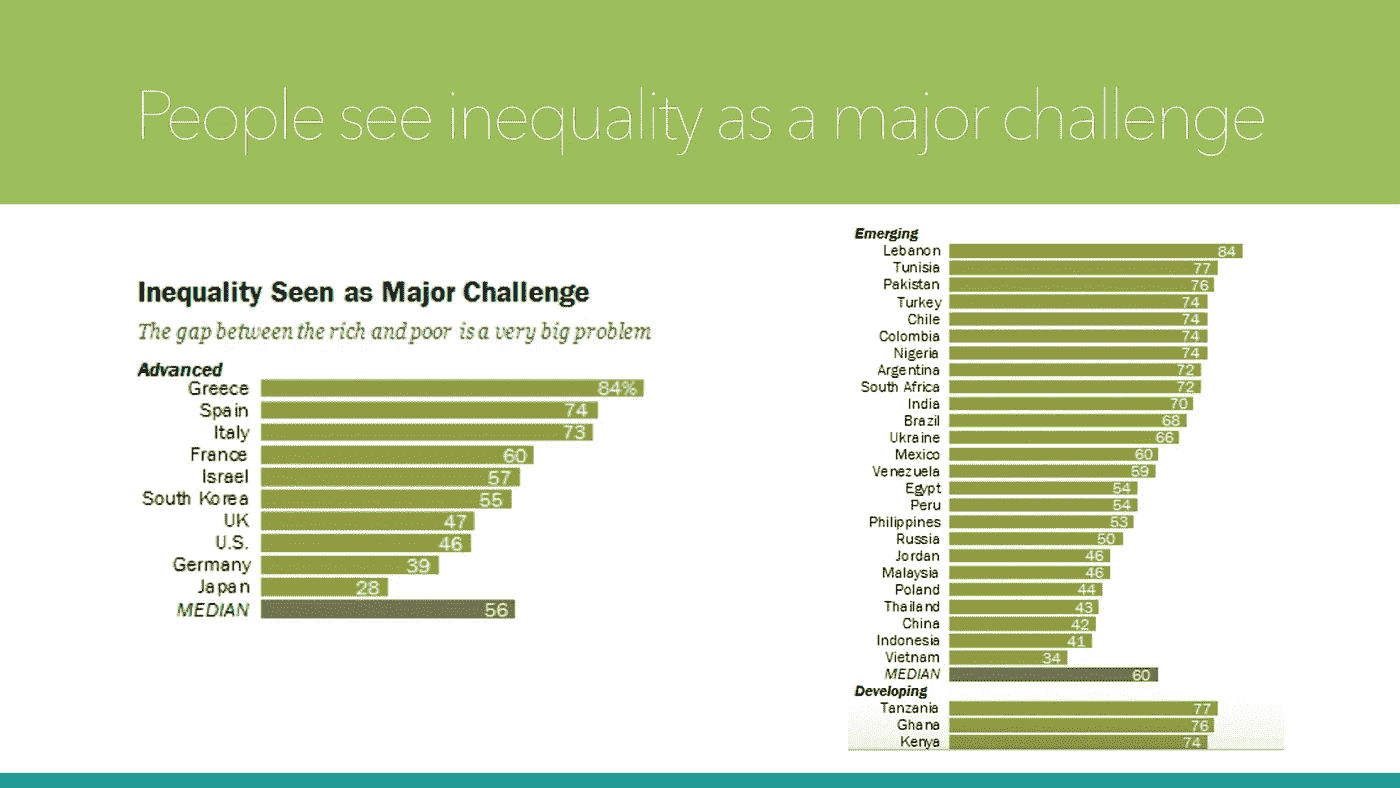 People see inequality as a major challenge
Inequality Seen as Major Challenge
The gap between the rich and poor is a very big problem
Advanced
Greece 84%
Spain 74
Italy 73
France 60
Israel 57
South Korea 55
UK 47
U.S. 46
Germany 39
Japan 28
MEDIAN 56
Emerging
Lebanon 84
Tunisia 77
Pakistan 76
Turkey 74
Chile 74
Colombia 74
Nigeria 74
Argentina 72
South Africa 72
India 70
Brazil 68
Ukraine 66
Mexico 60
Venezuela 59
Egypt 54
Peru 54
Philippines 53
Russia 50
Jordan 46
Malaysia 46
Poland 44
Thailand 43
China 42
Indonesia 41
Vietnam 34
MEDIAN 60
Developing
Tanzania 77
Ghana 76
Kenya 74